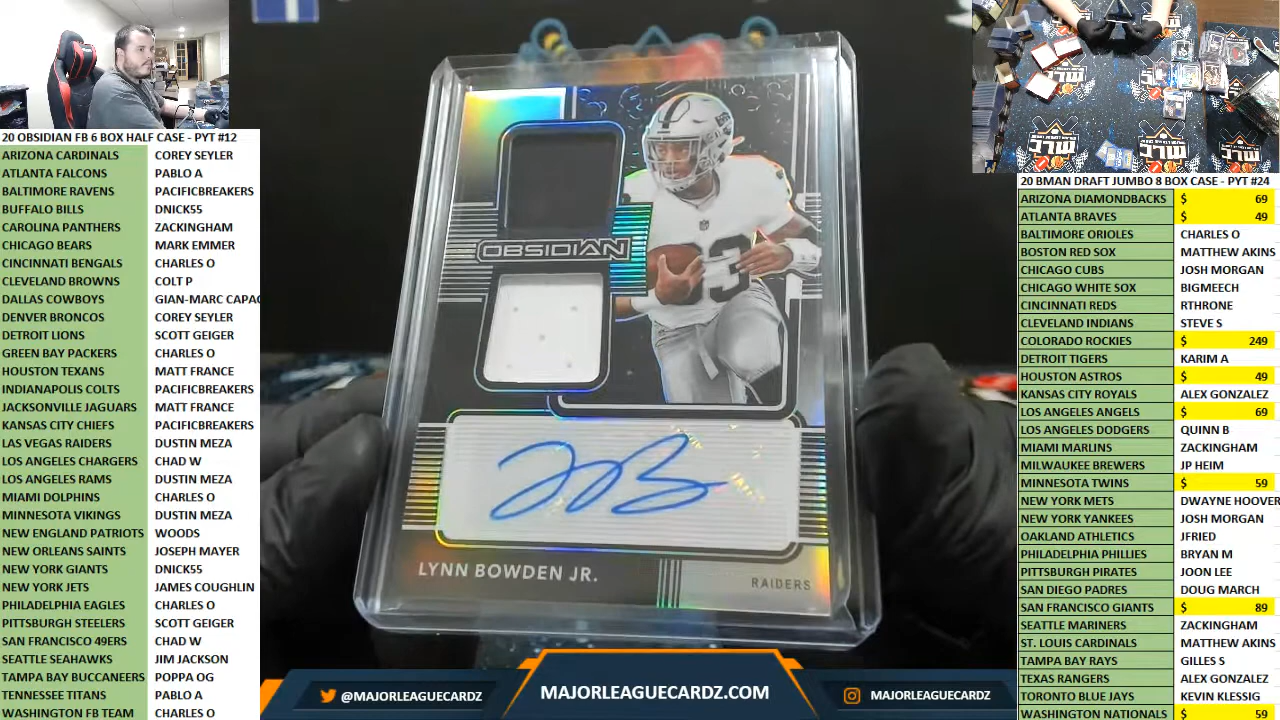 20 OBSIDIAN FB 6 BOX HALF CASE - PYT #12
ARIZONA CARDINALS COREY SEYLER
ATLANTA FALCONS PABLO A
BALTIMORE RAVENS PACIFICBREAKERS
BUFFALO BILLS DNICK55
CAROLINA PANTHERS ZACKINGHAM
CHICAGO BEARS MARK EMMER
CINCINNATI BENGALS CHARLES O
CLEVELAND BROWNS COLT P
DALLAS COWBOYS GIAN-MARC CAPAC
DENVER BRONCOS COREY SEYLER
DETROIT LIONS SCOTT GEIGER
GREEN BAY PACKERS CHARLES O
HOUSTON TEXANS MATT FRANCE
INDIANAPOLIS COLTS PACIFICBREAKERS
JACKSONVILLE JAGUARS MATT FRANCE
KANSAS CITY CHIEFS PACIFICBREAKERS
LAS VEGAS RAIDERS DUSTIN MEZA
LOS ANGELES CHARGERS CHAD W
LOS ANGELES RAMS DUSTIN MEZA
MIAMI DOLPHINS CHARLES O
MINNESOTA VIKINGS DUSTIN MEZA
NEW ENGLAND PATRIOTS WOODS
NEW ORLEANS SAINTS JOSEPH MAYER
NEW YORK GIANTS DNICK55
NEW YORK JETS JAMES COUGHLIN
PHILADELPHIA EAGLES CHARLES O
PITTSBURGH STEELERS SCOTT GEIGER
SAN FRANCISCO 49ERS CHAD W
SEATTLE SEAHAWKS JIM JACKSON
TAMPA BAY BUCCANEERS POPPA OG
TENNESSEE TITANS PABLO A
WASHINGTON FB TEAM CHARLES O
OBSIDIAN
LYNN BOWDEN JR.
RAIDERS
@MAJORLEAGUECARDZ
MAJORLEAGUECARDZ.COM
MAJORLEAGUECARDZ
20 BMAN DRAFT JUMBO 8 BOX CASE - PYT #24
ARIZONA DIAMONDBACKS $ 69
ATLANTA BRAVES $ 49
BALTIMORE ORIOLES CHARLES O
BOSTON RED SOX MATTHEW AKINS
CHICAGO CUBS JOSH MORGAN
CHICAGO WHITE SOX BIGMEECH
CINCINNATI REDS RTHRONE
CLEVELAND INDIANS STEVE S
COLORADO ROCKIES $ 249
DETROIT TIGERS KARIM A
HOUSTON ASTROS $ 49
KANSAS CITY ROYALS ALEX GONZALEZ
LOS ANGELES ANGELS $ 69
LOS ANGELES DODGERS QUINN B
MIAMI MARLINS ZACKINGHAM
MILWAUKEE BREWERS JP HEIM
MINNESOTA TWINS $ 59
NEW YORK METS DWAYNE HOOVER
NEW YORK YANKEES JOSH MORGAN
OAKLAND ATHLETICS JFRIED
PHILADELPHIA PHILLIES BRYAN M
PITTSBURGH PIRATES JOON LEE
SAN DIEGO PADRES DOUG MARCH
SAN FRANCISCO GIANTS $ 89
SEATTLE MARINERS ZACKINGHAM
ST. LOUIS CARDINALS MATTHEW AKINS
TAMPA BAY RAYS GILLES S
TEXAS RANGERS ALEX GONZALEZ
TORONTO BLUE JAYS KEVIN KLESSIG
WASHINGTON NATIONALS $ 59